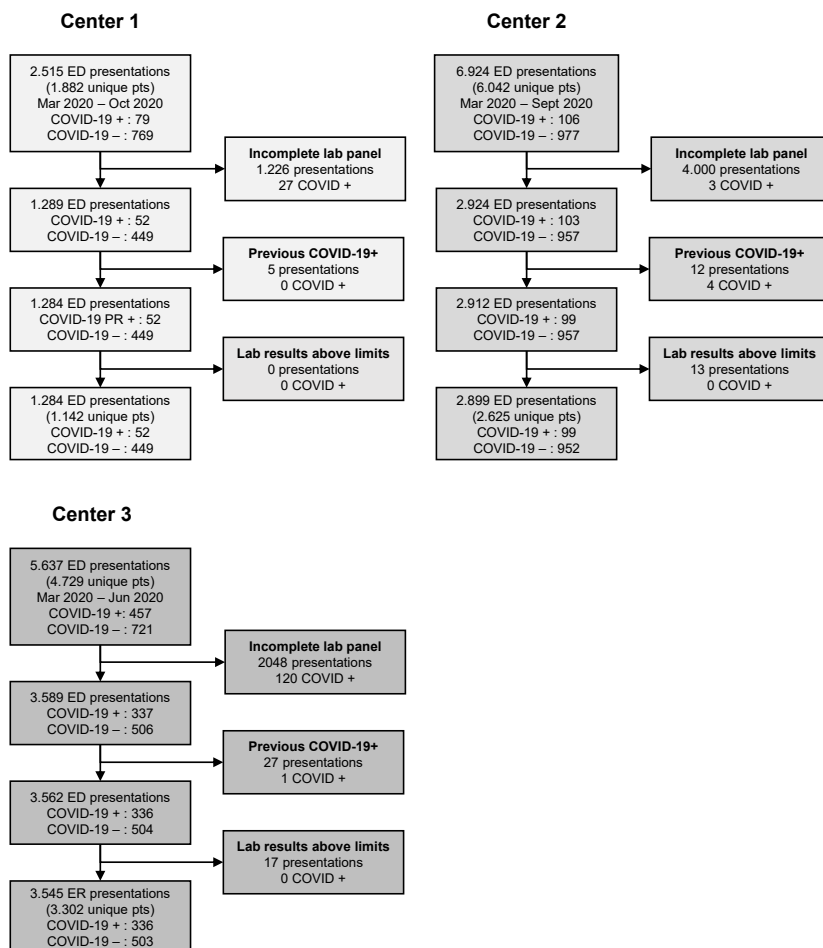 Center 1
2.515 ED presentations
(1.882 unique pts)
Mar 2020 – Oct 2020
COVID-19 + : 79
COVID-19 – : 769
Incomplete lab panel
1.226 presentations
27 COVID +
1.289 ED presentations
COVID-19 + : 52
COVID-19 – : 449
Previous COVID-19+
5 presentations
0 COVID +
1.284 ED presentations
COVID-19 PR + : 52
COVID-19 – : 449
Lab results above limits
0 presentations
0 COVID +
1.284 ED presentations
(1.142 unique pts)
COVID-19 + : 52
COVID-19 – : 449
Center 2
6.924 ED presentations
(6.042 unique pts)
Mar 2020 – Sept 2020
COVID-19 + : 106
COVID-19 – : 977
Incomplete lab panel
4.000 presentations
3 COVID +
2.924 ED presentations
COVID-19 + : 103
COVID-19 – : 957
Previous COVID-19+
12 presentations
4 COVID +
2.912 ED presentations
COVID-19 + : 99
COVID-19 – : 957
Lab results above limits
13 presentations
0 COVID +
2.899 ED presentations
(2.625 unique pts)
COVID-19 + : 99
COVID-19 – : 952
Center 3
5.637 ED presentations
(4.729 unique pts)
Mar 2020 – Jun 2020
COVID-19 +: 457
COVID-19 – : 721
Incomplete lab panel
2048 presentations
120 COVID +
3.589 ED presentations
COVID-19 + : 337
COVID-19 – : 506
Previous COVID-19+
27 presentations
1 COVID +
3.562 ED presentations
COVID-19 + : 336
COVID-19 – : 504
Lab results above limits
17 presentations
0 COVID +
3.545 ER presentations
(3.302 unique pts)
COVID-19 + : 336
COVID-19 – : 503